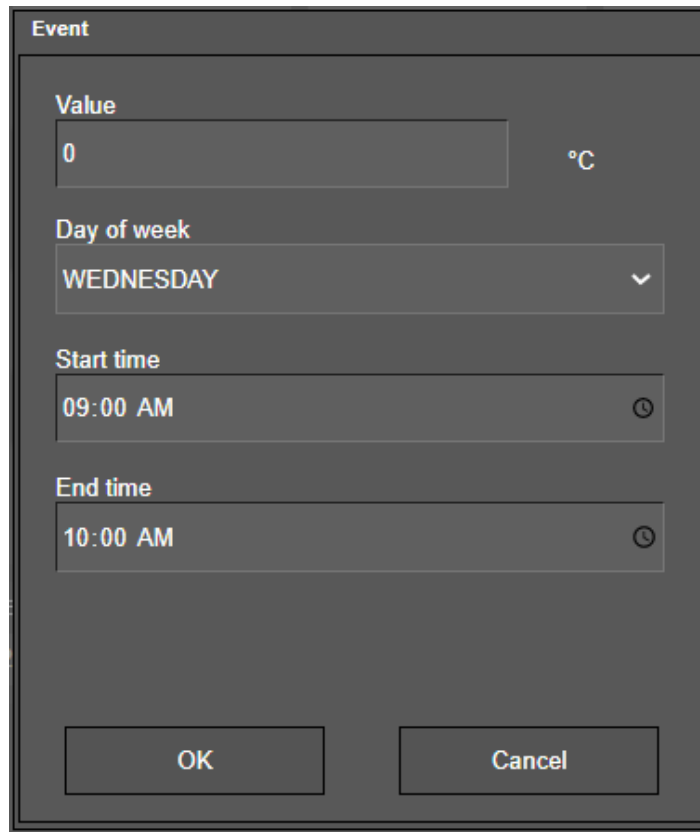 Event
Value
0 °C
Day of week
WEDNESDAY
Start time
09:00 AM
End time
10:00 AM
OK Cancel